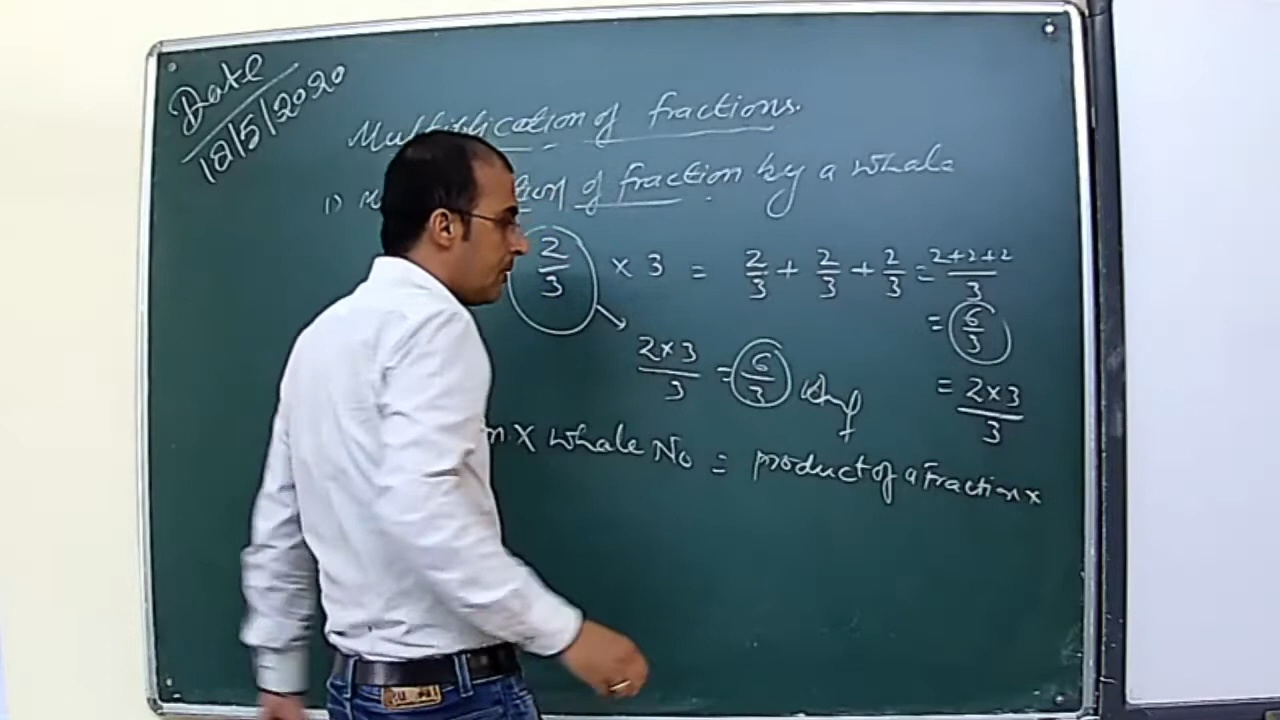 Date
18/5/2020
Multiplication of fractions.
1) of fraction by a whole
2/3 × 3 = 2/3 + 2/3 + 2/3 = 2+2+2/3
= 6/3
2×3/3 = 6/3
= 2×3/3
n X whole No = product of a Fraction x